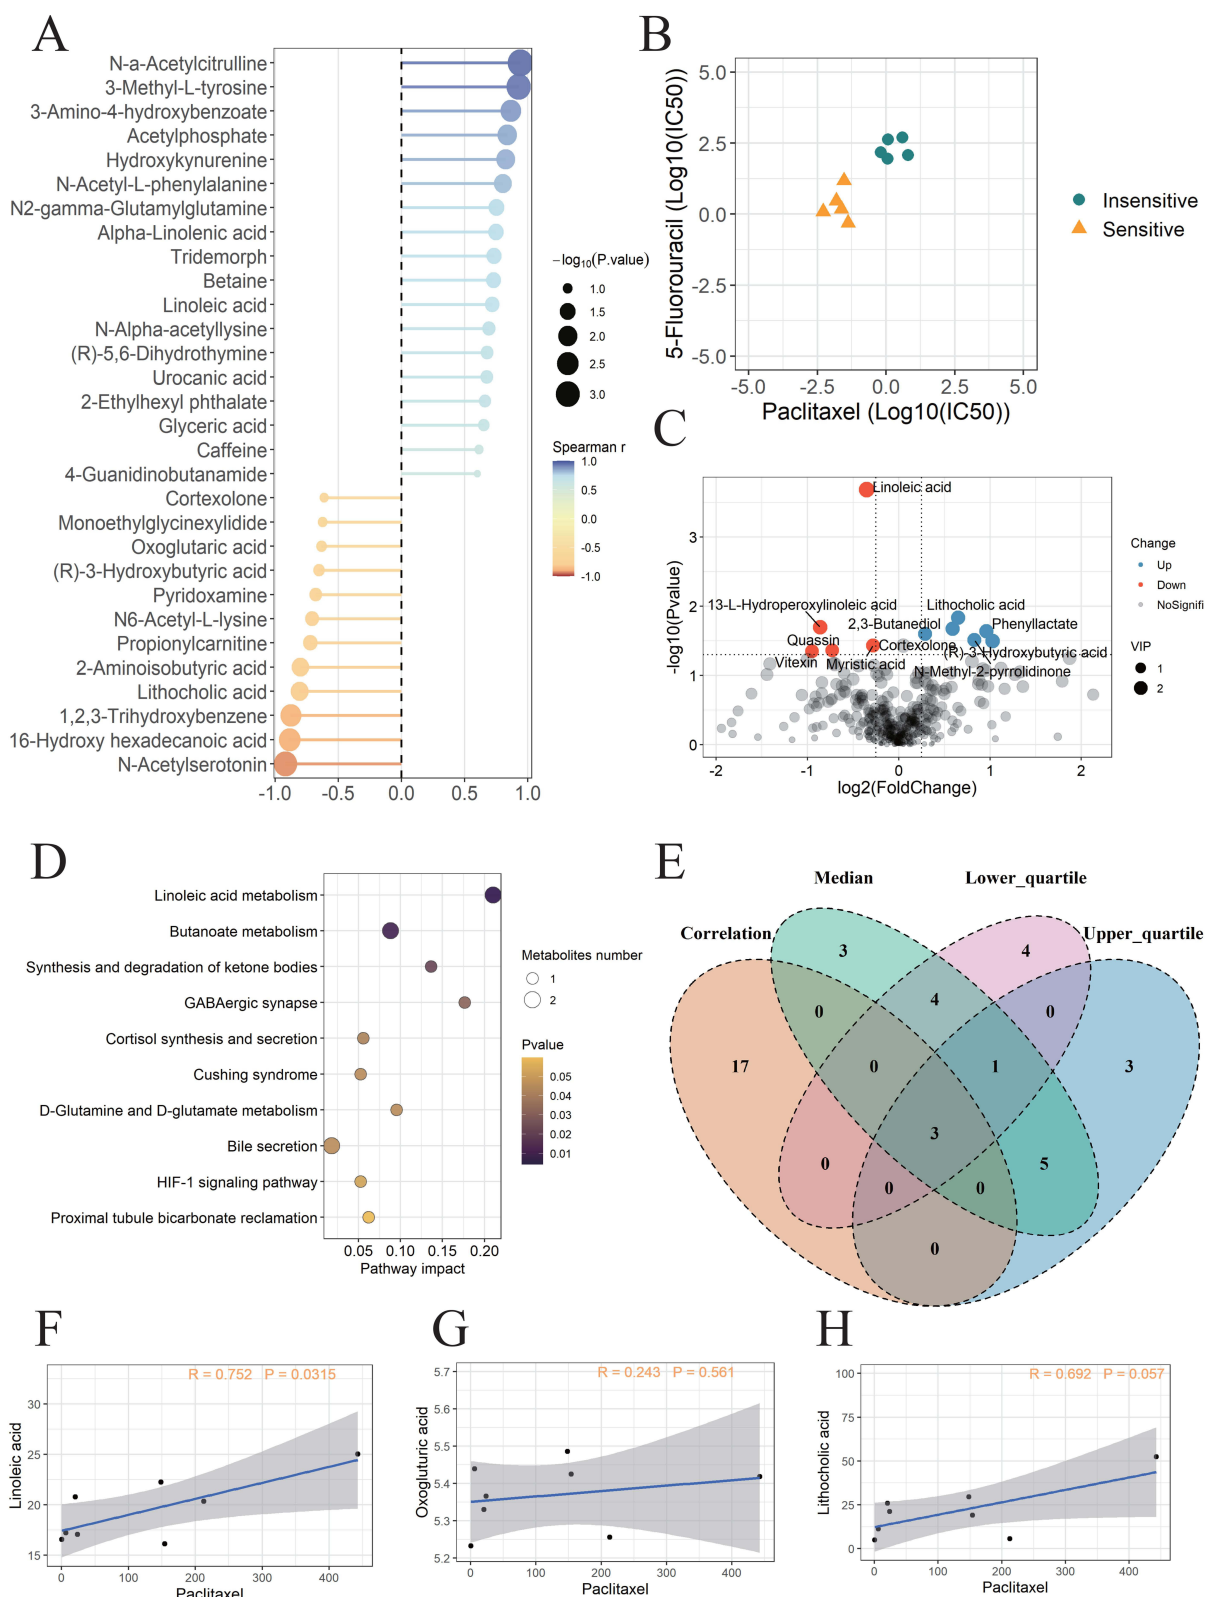 A
N-a-Acetylcitrulline
3-Methyl-L-tyrosine
3-Amino-4-hydroxybenzoate
Acetylphosphate
Hydroxykynurenine
N-Acetyl-L-phenylalanine
N2-gamma-Glutamylglutamine
Alpha-Linolenic acid
Tridemorph
Betaine
Linoleic acid
N-Alpha-acetyllysine
(R)-5,6-Dihydrothymine
Urocanic acid
2-Ethylhexyl phthalate
Glyceric acid
Caffeine
4-Guanidinobutanamide
Cortexolone
Monoethylglycinexylidide
Oxoglutaric acid
(R)-3-Hydroxybutyric acid
Pyridoxamine
N6-Acetyl-L-lysine
Propionylcarnitine
2-Aminoisobutyric acid
Lithocholic acid
1,2,3-Trihydroxybenzene
16-Hydroxy hexadecanoic acid
N-Acetylserotonin
-1.0 -0.5 0.0 0.5 1.0
−log10(P.value)
1.0
1.5
2.0
2.5
3.0
Spearman r
1.0
0.5
0.0
-0.5
-1.0
B
5-Fluorouracil (Log10(IC50))
5.0
2.5
0.0
-2.5
-5.0
-5.0 -2.5 0.0 2.5 5.0
Paclitaxel (Log10(IC50))
Insensitive
Sensitive
C
-log10(Pvalue)
3
2
1
0
Linoleic acid
13-L-Hydroperoxylinoleic acid
Lithocholic acid
2,3-Butanediol
Phenyllactate
Quassin
Cortexolone
(R)-3-Hydroxybutyric acid
Vitexin
Myristic acid
N-Methyl-2-pyrrolidinone
-2 -1 0 1 2
log2(FoldChange)
Change
Up
Down
NoSignifi
VIP
1
2
D
Linoleic acid metabolism
Butanoate metabolism
Synthesis and degradation of ketone bodies
GABAergic synapse
Cortisol synthesis and secretion
Cushing syndrome
D-Glutamine and D-glutamate metabolism
Bile secretion
HIF-1 signaling pathway
Proximal tubule bicarbonate reclamation
0.05 0.10 0.15 0.20
Pathway impact
Metabolites number
1
2
Pvalue
0.05
0.04
0.03
0.02
0.01
E
Median
Lower_quartile
Correlation
Upper_quartile
3
4
4
0
0
17
0
1
3
3
0
5
0
0
0
F
R = 0.752 P = 0.0315
Linoleic acid
30
25
20
15
0 100 200 300 400
Paclitaxel
G
R = 0.243 P = 0.561
Oxogluturic acid
5.7
5.6
5.5
5.4
5.3
5.2
0 100 200 300 400
Paclitaxel
H
R = 0.692 P = 0.057
Lithocholic acid
100
75
50
25
0
0 100 200 300 400
Paclitaxel